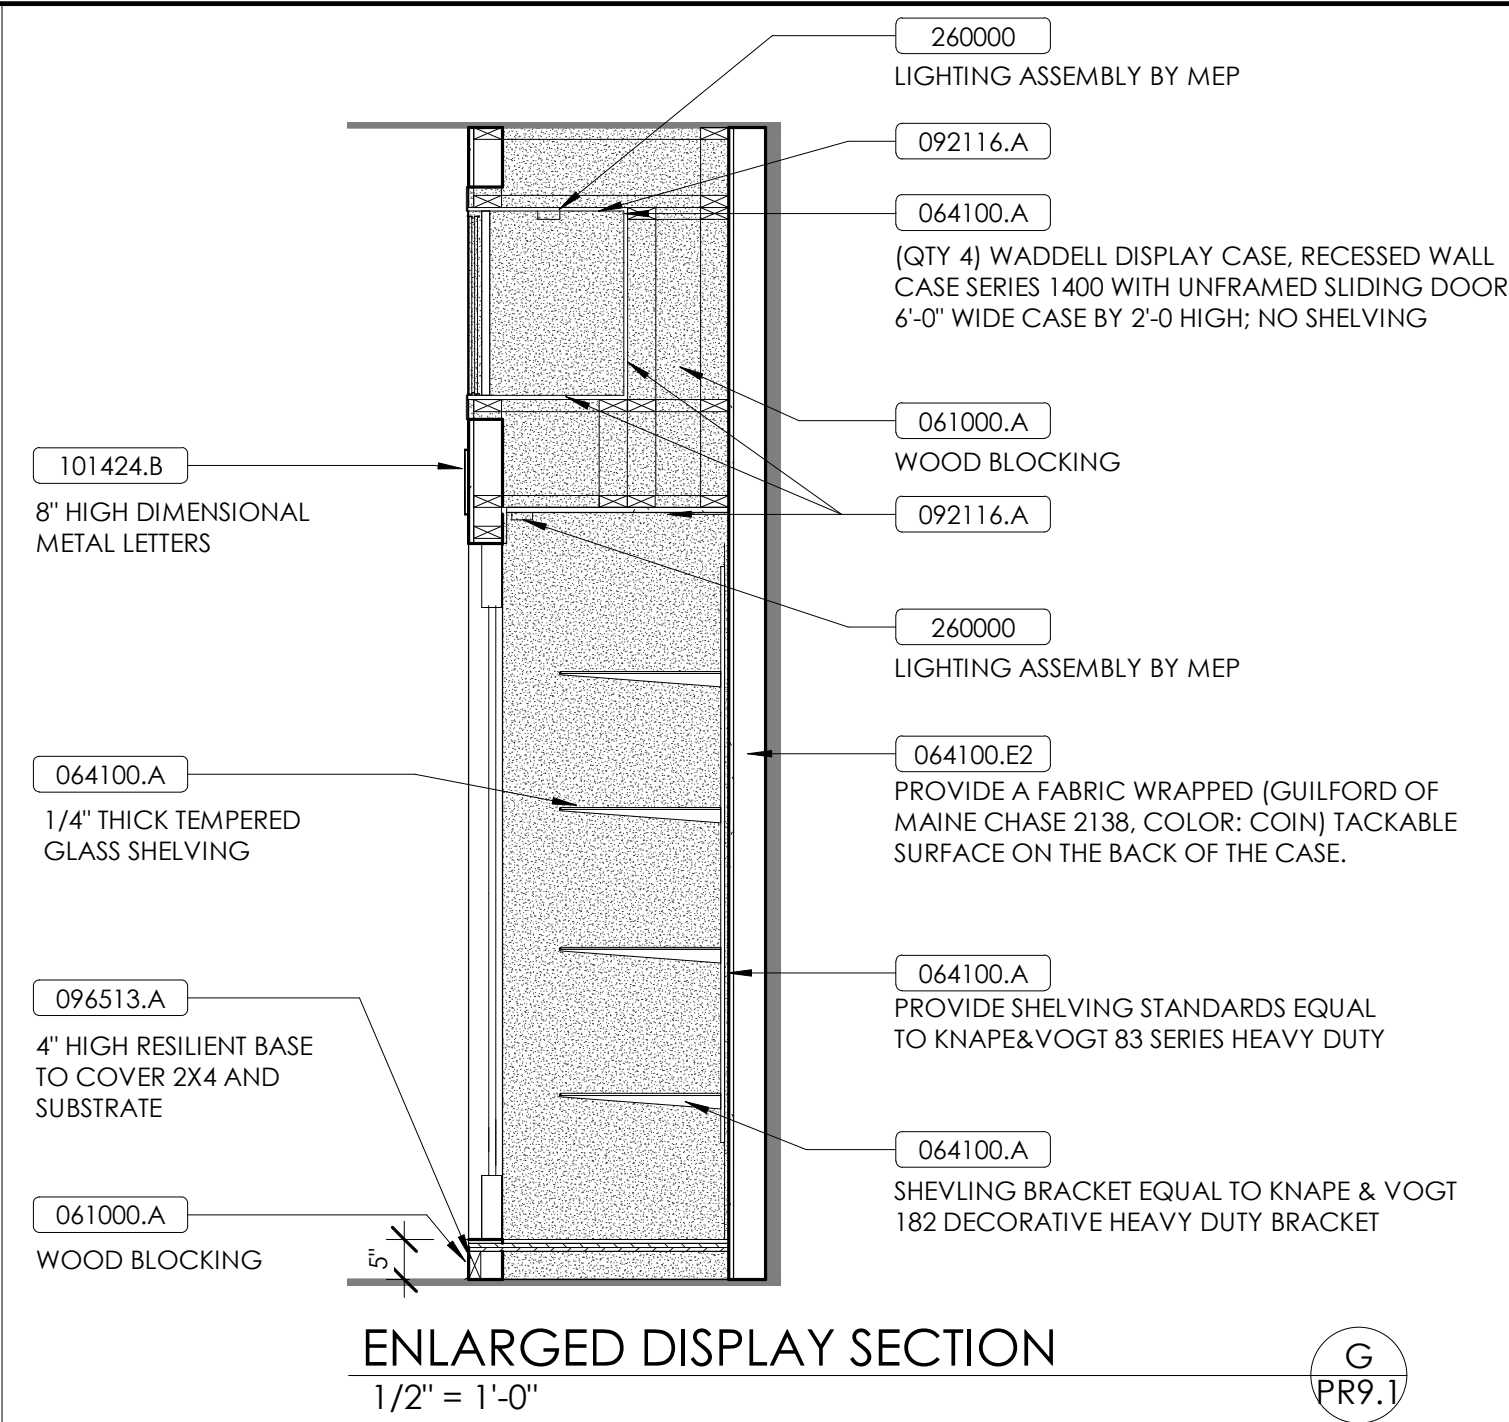 260000
LIGHTING ASSEMBLY BY MEP
092116.A
064100.A
(QTY 4) WADDELL DISPLAY CASE, RECESSED WALL
CASE SERIES 1400 WITH UNFRAMED SLIDING DOOR
6'-0" WIDE CASE BY 2'-0 HIGH; NO SHELVING
061000.A
WOOD BLOCKING
092116.A
260000
LIGHTING ASSEMBLY BY MEP
064100.E2
PROVIDE A FABRIC WRAPPED (GUILFORD OF
MAINE CHASE 2138, COLOR: COIN) TACKABLE
SURFACE ON THE BACK OF THE CASE.
064100.A
PROVIDE SHELVING STANDARDS EQUAL
TO KNAPE&VOGT 83 SERIES HEAVY DUTY
064100.A
SHEVLING BRACKET EQUAL TO KNAPE & VOGT
182 DECORATIVE HEAVY DUTY BRACKET
101424.B
8" HIGH DIMENSIONAL
METAL LETTERS
064100.A
1/4" THICK TEMPERED
GLASS SHELVING
096513.A
4" HIGH RESILIENT BASE
TO COVER 2X4 AND
SUBSTRATE
061000.A
WOOD BLOCKING
5"
ENLARGED DISPLAY SECTION
1/2" = 1'-0"
G
PR9.1